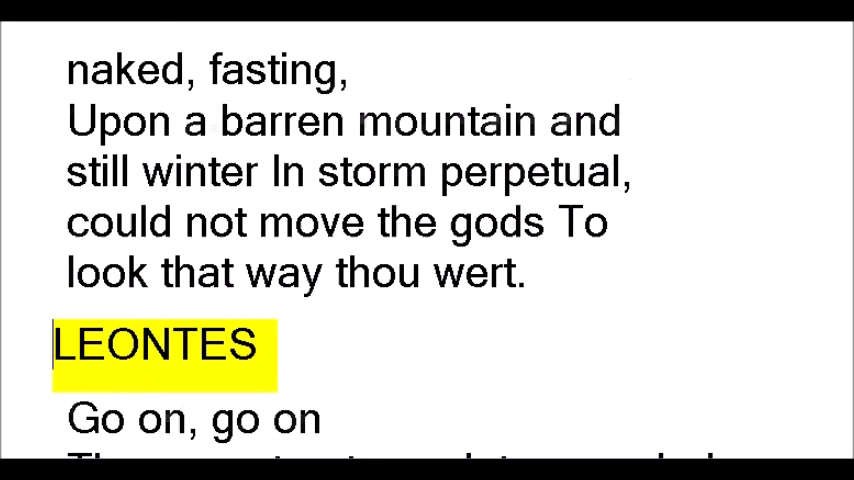 naked, fasting,
Upon a barren mountain and
still winter In storm perpetual,
could not move the gods To
look that way thou wert.
LEONTES
Go on, go on